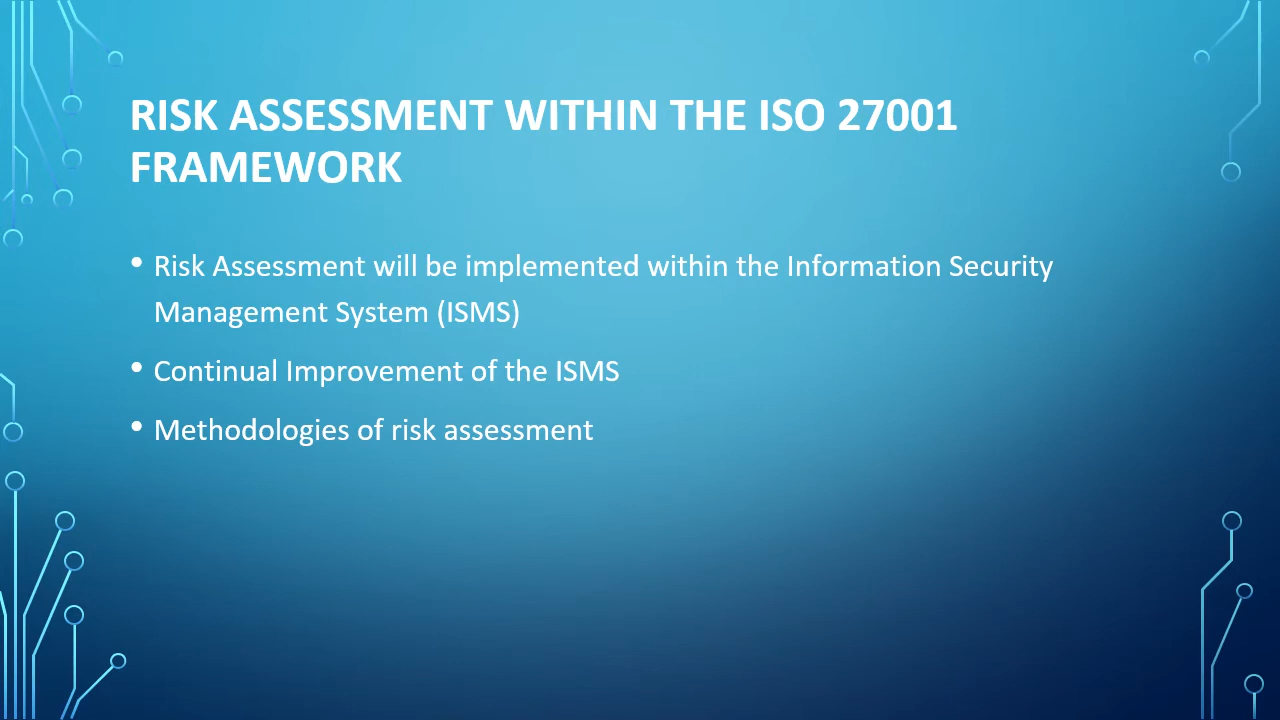 RISK ASSESSMENT WITHIN THE ISO 27001
FRAMEWORK
• Risk Assessment will be implemented within the Information Security
Management System (ISMS)
• Continual Improvement of the ISMS
• Methodologies of risk assessment